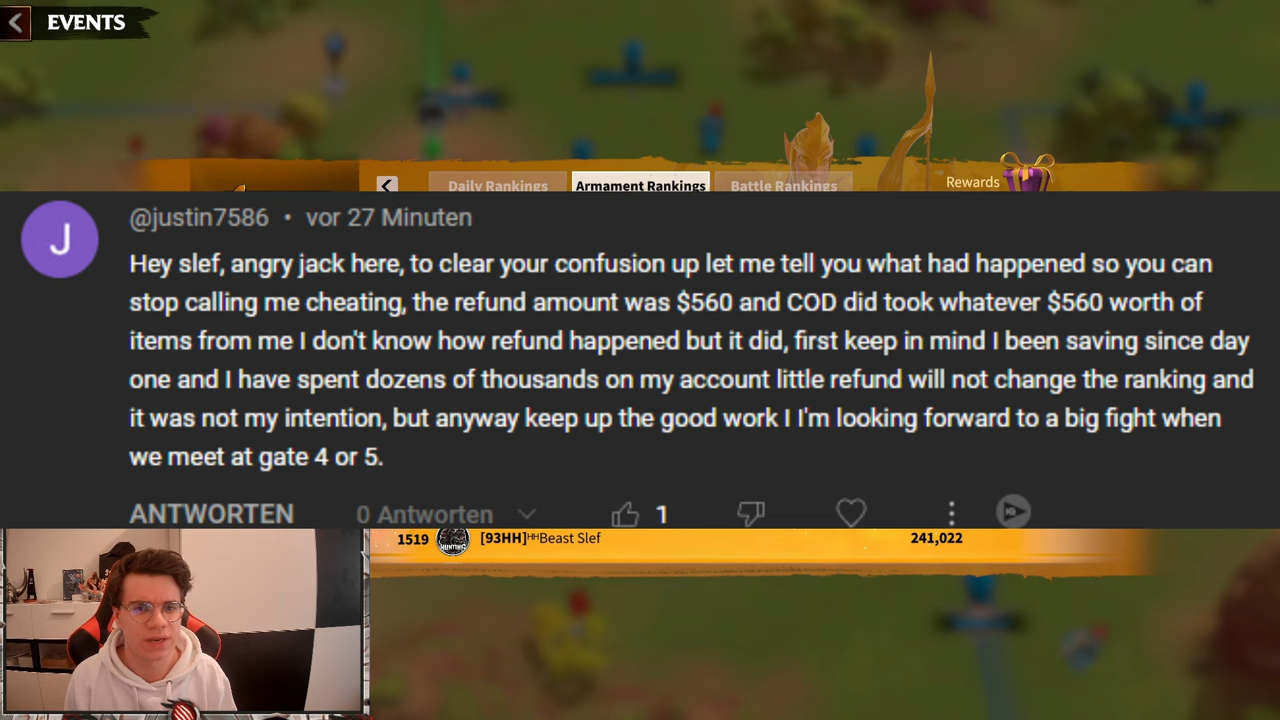 EVENTS
Daily Rankings Armament Rankings Battle Rankings Rewards
J
@justin7586 • vor 27 Minuten
Hey slef, angry jack here, to clear your confusion up let me tell you what had happened so you can
stop calling me cheating, the refund amount was $560 and COD did took whatever $560 worth of
items from me I don't know how refund happened but it did, first keep in mind I been saving since day
one and I have spent dozens of thousands on my account little refund will not change the ranking and
it was not my intention, but anyway keep up the good work I I'm looking forward to a big fight when
we meet at gate 4 or 5.
ANTWORTEN 0 Antworten 1
1519 HUNTING [93HH]ᴴᴴBeast Slef 241,022